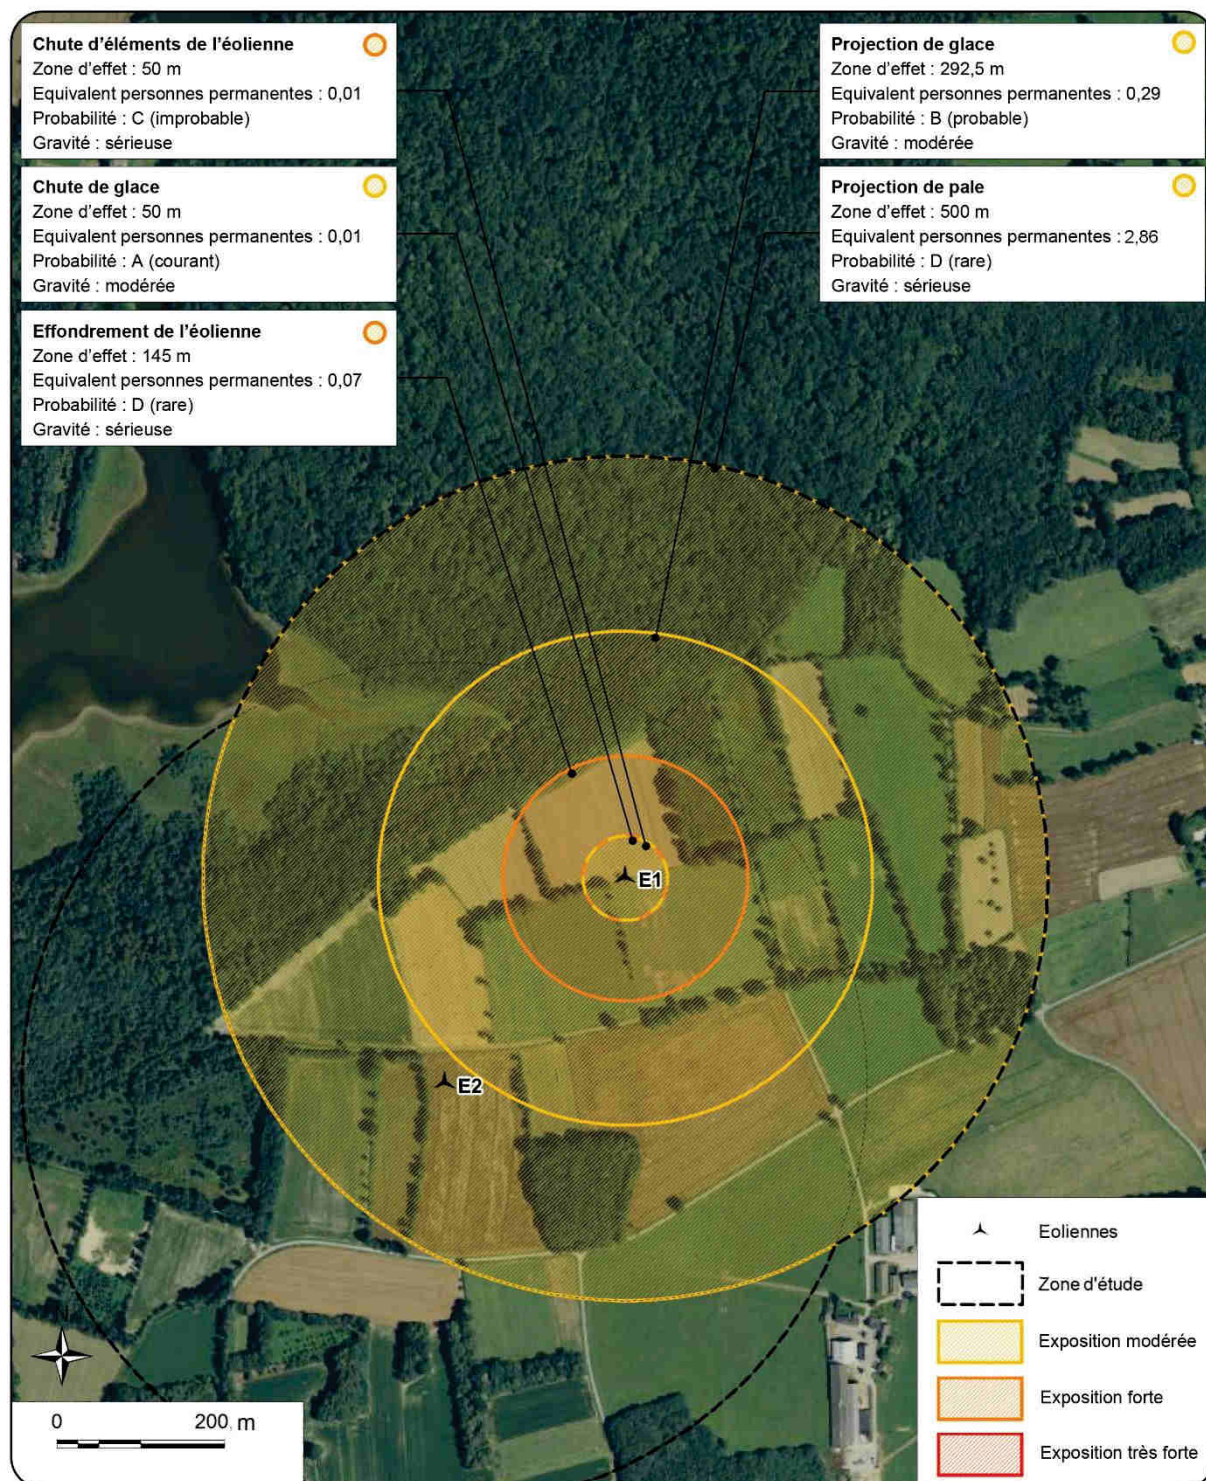 Chute d'éléments de l'éolienne
Zone d'effet : 50 m
Equivalent personnes permanentes : 0,01
Probabilité : C (improbable)
Gravité : sérieuse
Chute de glace
Zone d'effet : 50 m
Equivalent personnes permanentes : 0,01
Probabilité : A (courant)
Gravité : modérée
Effondrement de l'éolienne
Zone d'effet : 145 m
Equivalent personnes permanentes : 0,07
Probabilité : D (rare)
Gravité : sérieuse
Projection de glace
Zone d'effet : 292,5 m
Equivalent personnes permanentes : 0,29
Probabilité : B (probable)
Gravité : modérée
Projection de pale
Zone d'effet : 500 m
Equivalent personnes permanentes : 2,86
Probabilité : D (rare)
Gravité : sérieuse
E1
E2
Eoliennes
Zone d'étude
Exposition modérée
Exposition forte
Exposition très forte
N
0 200 m